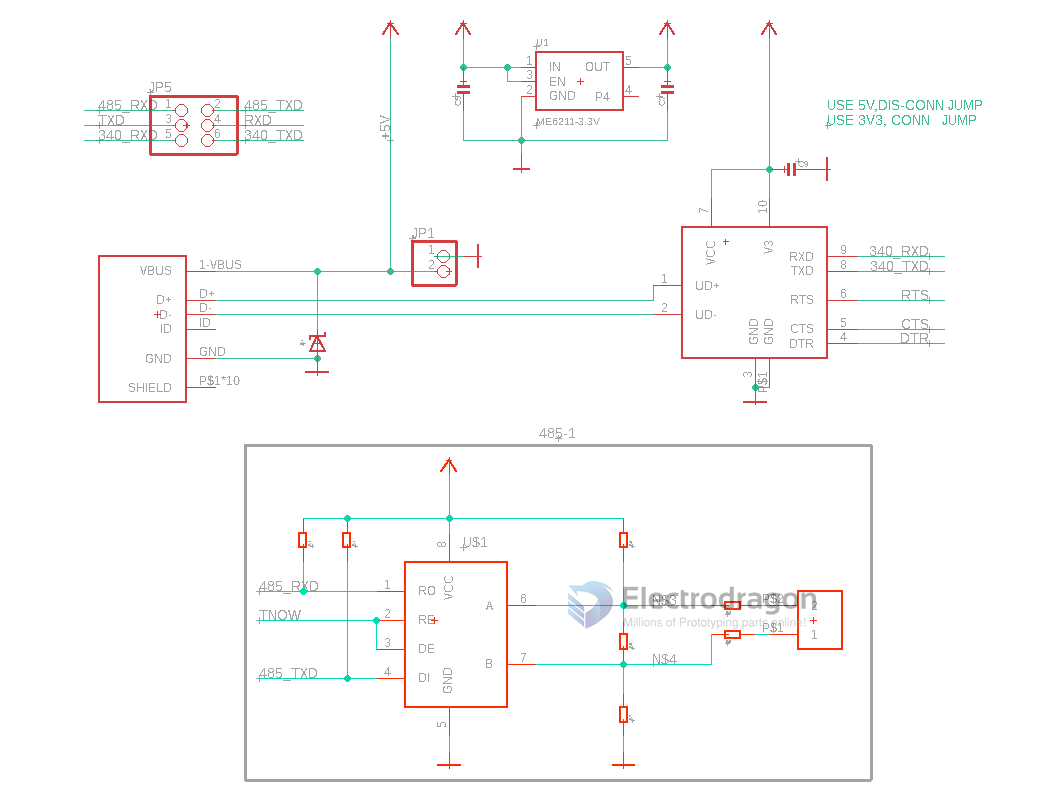 U1
1 IN OUT 5
3 EN
2 GND P4 4
ME6211-3.3V
JP5
485_RXD 1 2 485_TXD
TXD 3 4 RXD
340_RXD 5 6 340_TXD
+5V
USE 5V,DIS-CONN JUMP
USE 3V3, CONN JUMP
C9
7
10
JP1
1
2
VBUS 1-VBUS
D+ D+
D- D-
ID ID
GND GND
SHIELD P$1*10
VCC
V3
1 UD+
2 UD-
RXD 9 340_RXD
TXD 8 340_TXD
RTS 6 RTS
CTS 5 CTS
DTR 4 DTR
GND
GND
3
P$1
485-1
8
U$1
485_RXD 1 RO
VCC
TNOW 2 RE
3 DE
485_TXD 4 DI
GND
5
A 6 N$3 P$2 2
B 7 N$4 P$1 1
Electrodragon
Millions of Prototyping parts online!